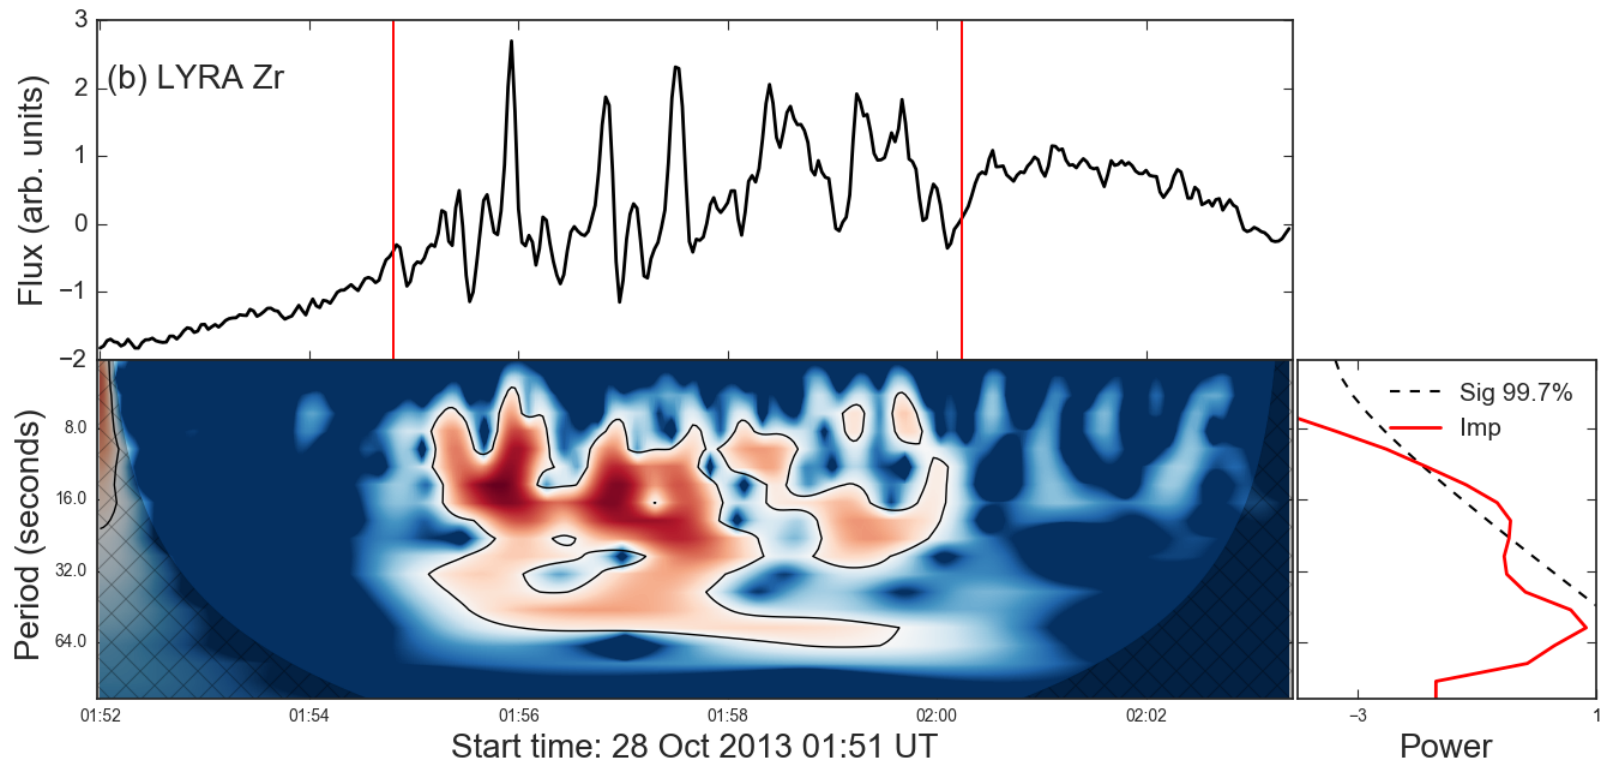 3
2
1
0
−1
−2
Flux (arb. units)
(b) LYRA Zr
8.0
16.0
32.0
64.0
Period (seconds)
01:52 01:54 01:56 01:58 02:00 02:02
Start time: 28 Oct 2013 01:51 UT
Sig 99.7%
Imp
−3 1
Power